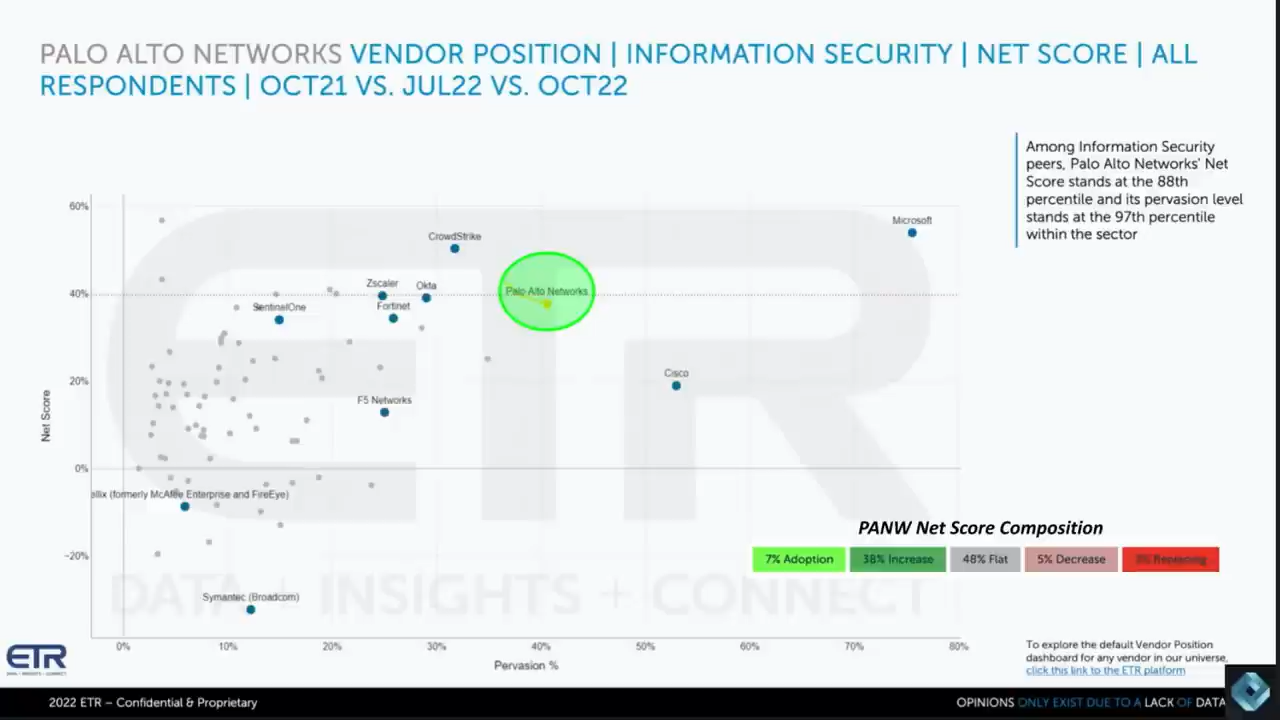 PALO ALTO NETWORKS VENDOR POSITION | INFORMATION SECURITY | NET SCORE | ALL
RESPONDENTS | OCT21 VS. JUL22 VS. OCT22
Among Information Security
peers, Palo Alto Networks' Net
Score stands at the 88th
percentile and its pervasion level
stands at the 97th percentile
within the sector
60%
Microsoft
CrowdStrike
Zscaler
Okta
Palo Alto Networks
40%
SentinelOne
Fortinet
Cisco
20%
F5 Networks
Net Score
0%
ellix (formerly McAfee Enterprise and FireEye)
PANW Net Score Composition
−20%
7% Adoption
38% Increase
48% Flat
5% Decrease
Replacing
ETR
DATA + INSIGHTS + CONNECT
Symantec (Broadcom)
0%
10%
20%
30%
40%
50%
60%
70%
80%
Pervasion %
To explore the default Vendor Position
dashboard for any vendor in our universe,
click this link to the ETR platform
ETR
DATA + INSIGHTS + CONNECT
2022 ETR – Confidential & Proprietary
OPINIONS ONLY EXIST DUE TO A LACK OF DATA